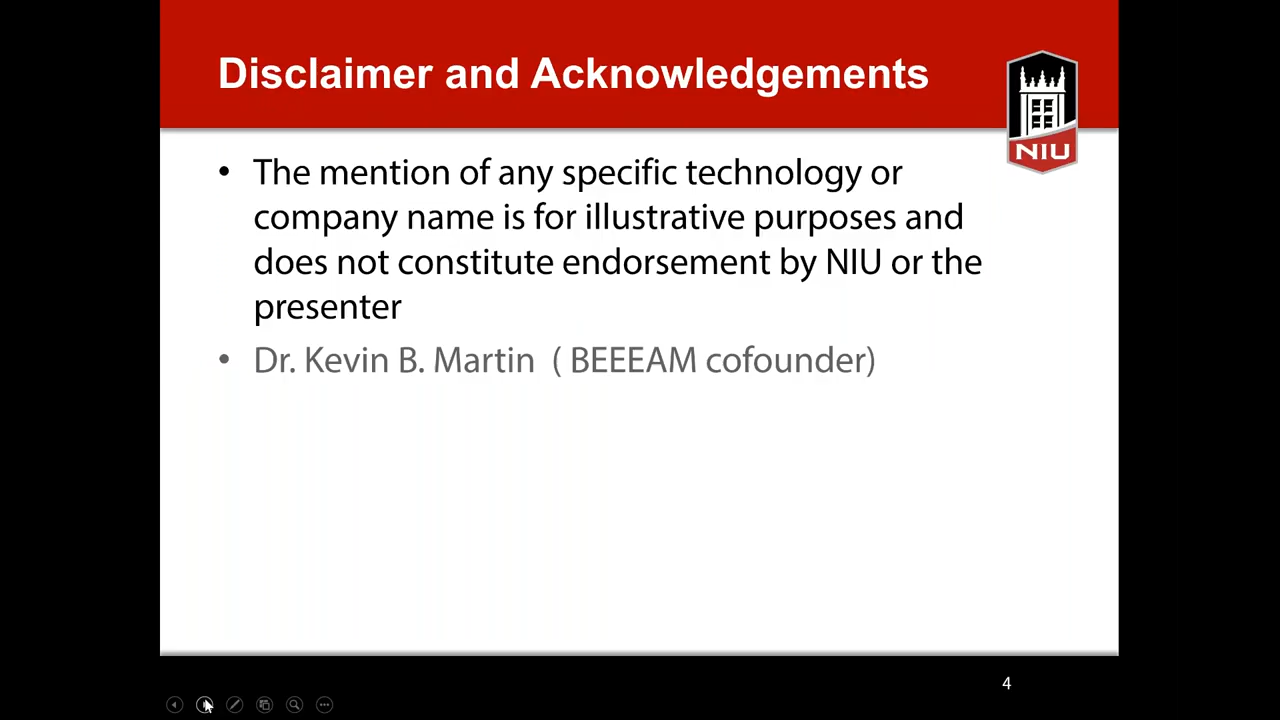 Disclaimer and Acknowledgements
NIU
• The mention of any specific technology or
company name is for illustrative purposes and
does not constitute endorsement by NIU or the
presenter
• Dr. Kevin B. Martin ( BEEEAM cofounder)
4